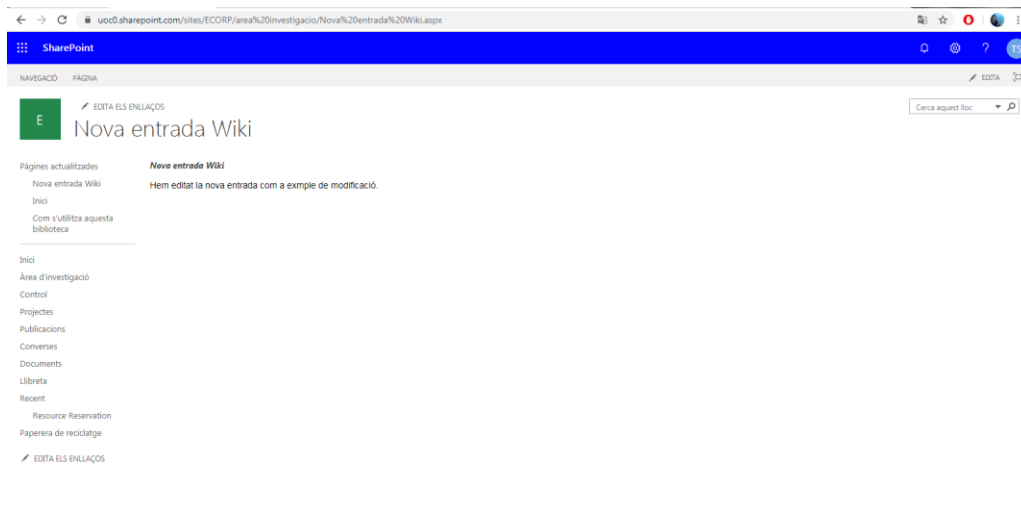 uoc0.sharepoint.com/sites/ECORP/area%20investigacio/Nova%20entrada%20Wiki.aspx
SharePoint
?
TS
NAVEGACIÓ PÀGINA
EDITA
EDITA ELS ENLLAÇOS
Cerca aquest lloc
E
Nova entrada Wiki
Pàgines actualitzades
Nova entrada Wiki
Inici
Com s'utilitza aquesta
biblioteca
Nova entrada Wiki
Hem editat la nova entrada com a exmple de modificació.
Inici
Àrea d'investigació
Control
Projectes
Publicacions
Converses
Documents
Llibreta
Recent
Resource Reservation
Paperera de reciclatge
EDITA ELS ENLLAÇOS